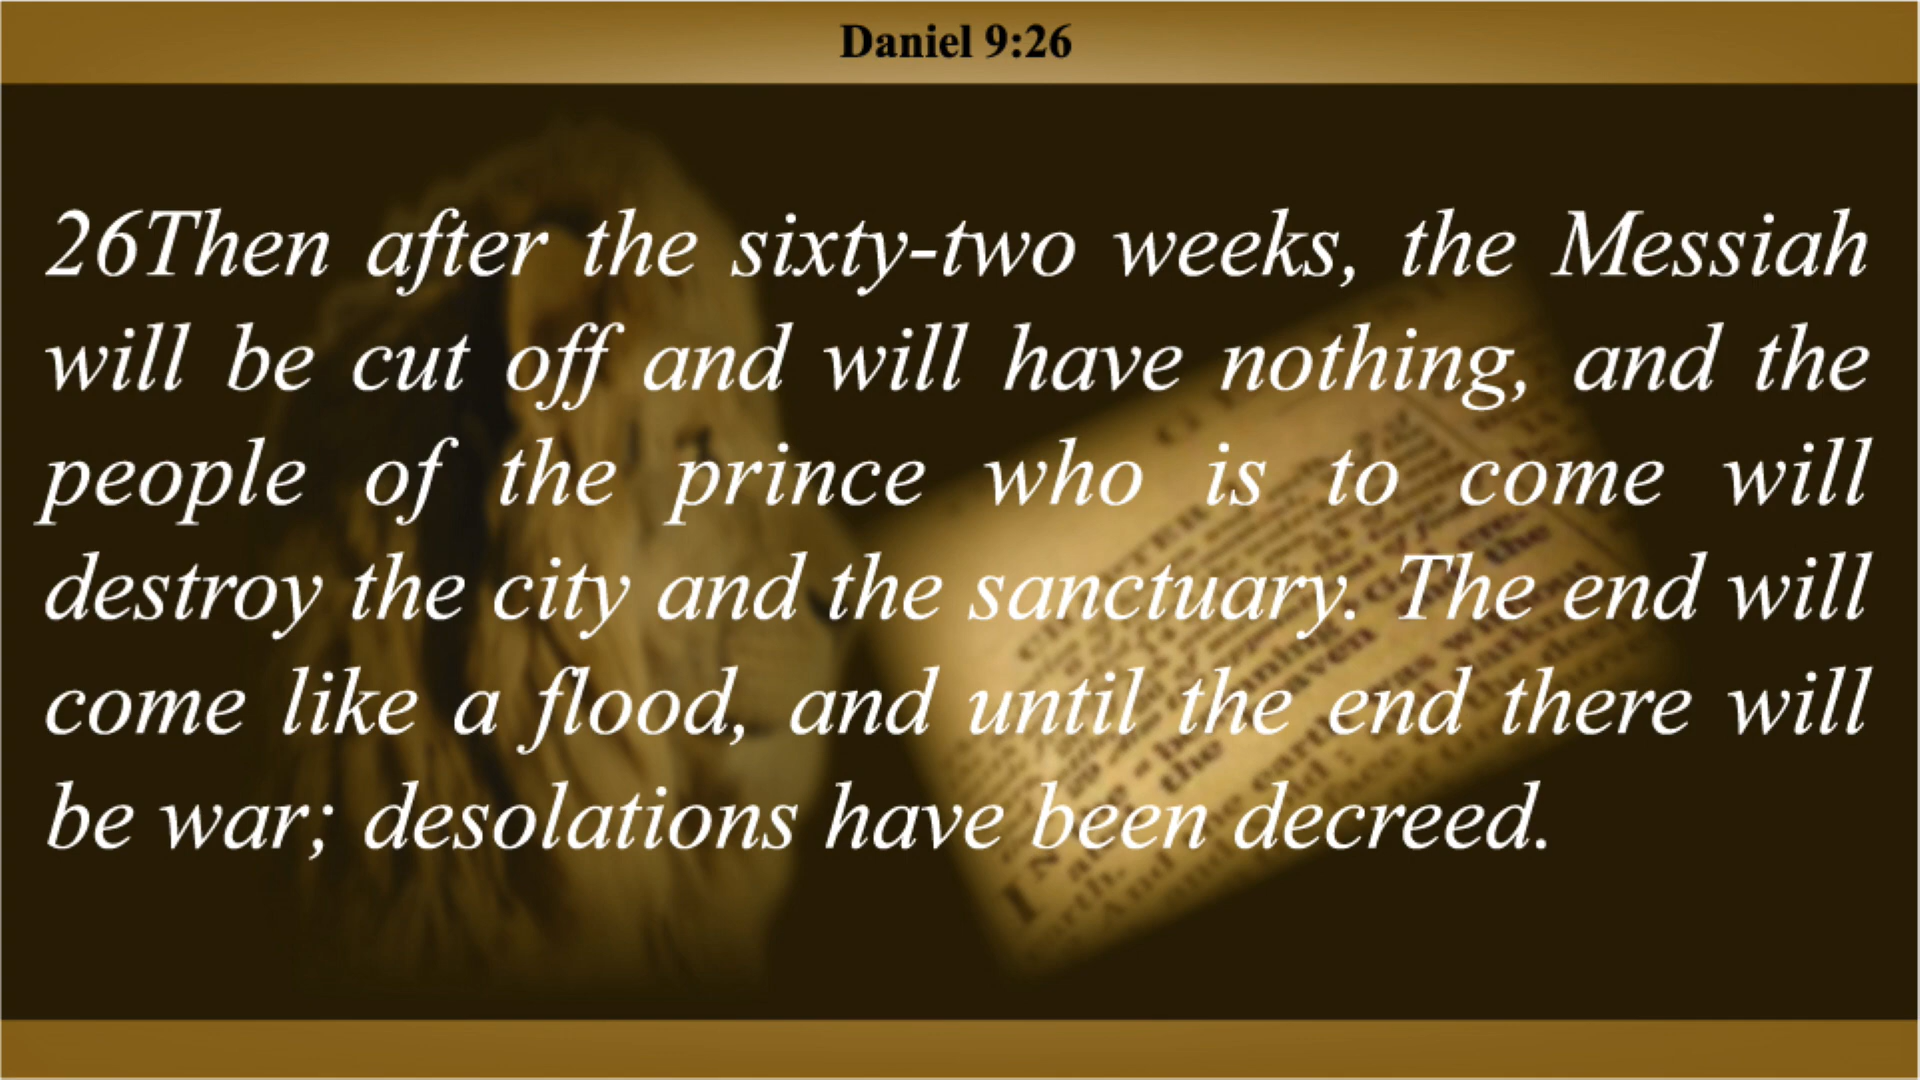 Daniel 9:26
26Then after the sixty-two weeks, the Messiah
will be cut off and will have nothing, and the
people of the prince who is to come will
destroy the city and the sanctuary. The end will
come like a flood, and until the end there will
be war; desolations have been decreed.